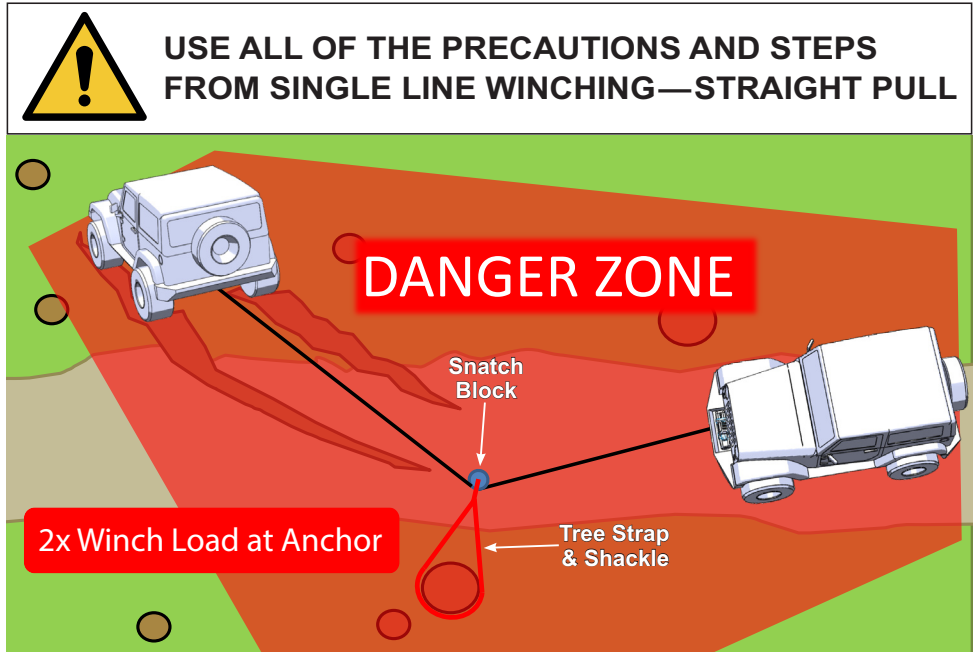 USE ALL OF THE PRECAUTIONS AND STEPS
FROM SINGLE LINE WINCHING—STRAIGHT PULL
DANGER ZONE
Snatch
Block
2x Winch Load at Anchor
Tree Strap
& Shackle